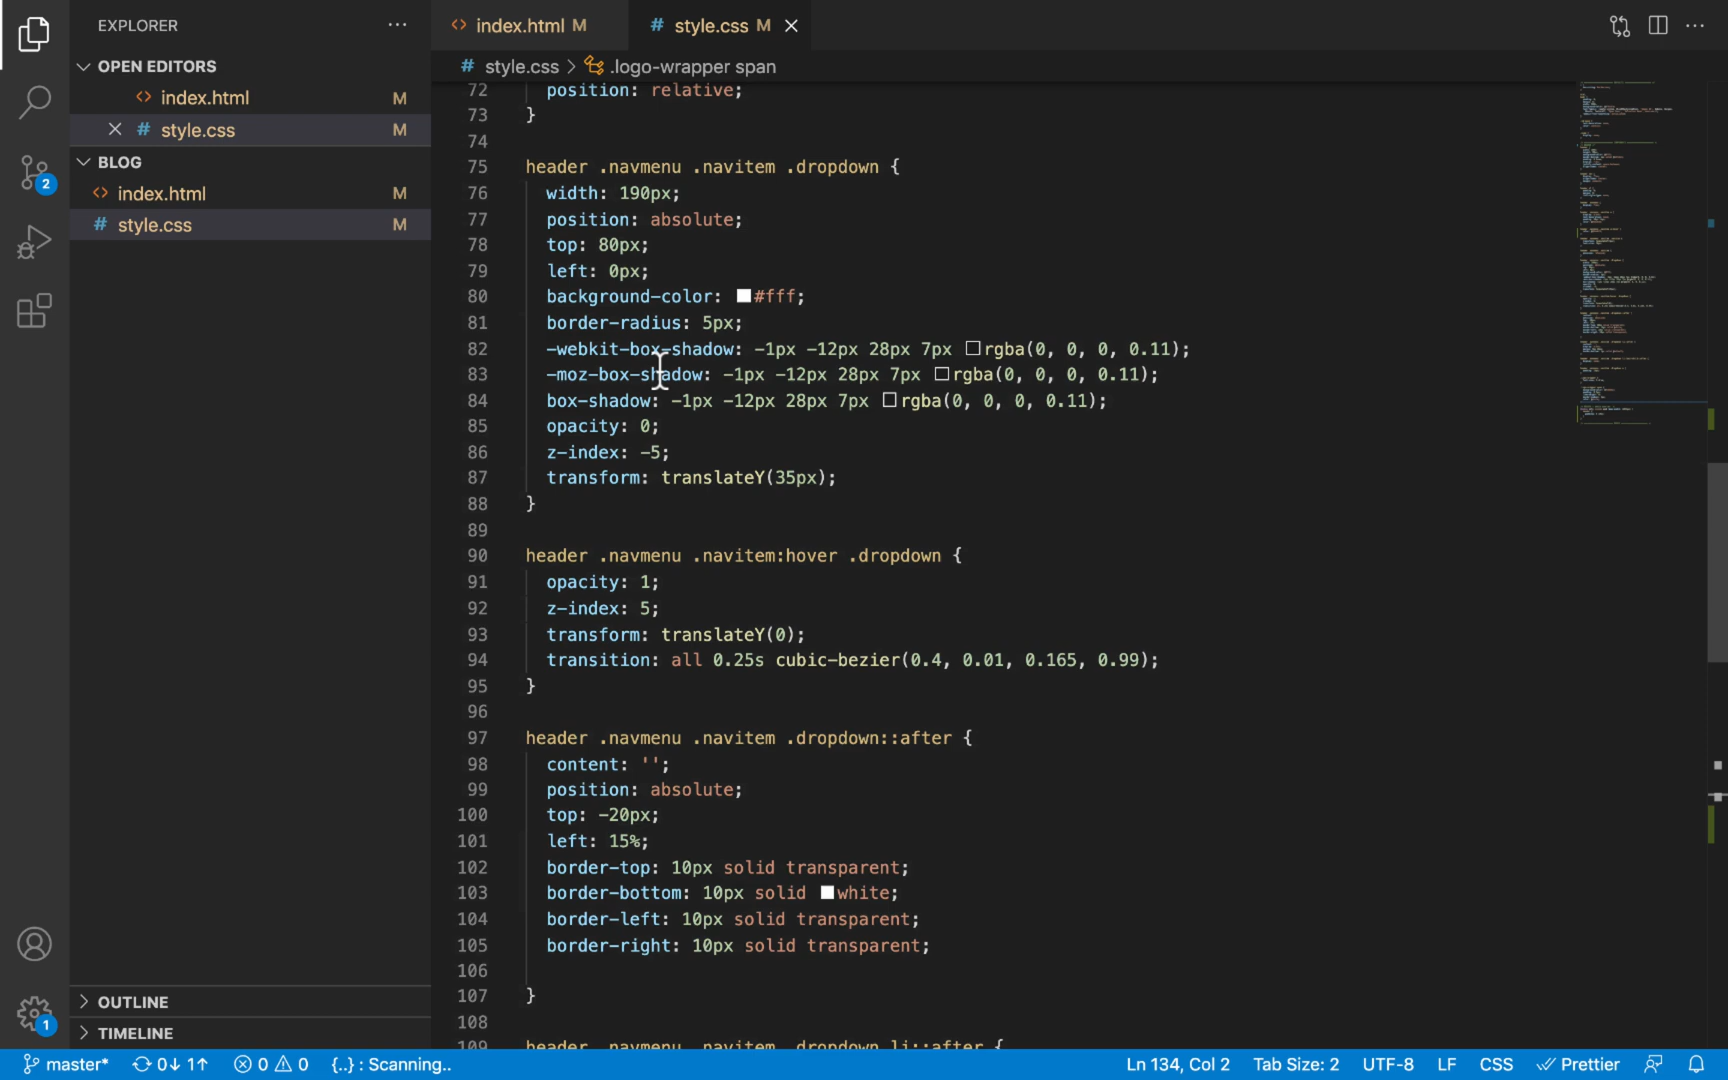 EXPLORER
OPEN EDITORS
index.html M
style.css M
BLOG
index.html M
style.css M
2
OUTLINE
TIMELINE
1
index.html M
# style.css M
# style.css > .logo-wrapper span
72 position: relative;
73 }
74
75 header .navmenu .navitem .dropdown {
76 width: 190px;
77 position: absolute;
78 top: 80px;
79 left: 0px;
80 background-color: #fff;
81 border-radius: 5px;
82 -webkit-box-shadow: -1px -12px 28px 7px rgba(0, 0, 0, 0.11);
83 -moz-box-shadow: -1px -12px 28px 7px rgba(0, 0, 0, 0.11);
84 box-shadow: -1px -12px 28px 7px rgba(0, 0, 0, 0.11);
85 opacity: 0;
86 z-index: -5;
87 transform: translateY(35px);
88 }
89
90 header .navmenu .navitem:hover .dropdown {
91 opacity: 1;
92 z-index: 5;
93 transform: translateY(0);
94 transition: all 0.25s cubic-bezier(0.4, 0.01, 0.165, 0.99);
95 }
96
97 header .navmenu .navitem .dropdown::after {
98 content: '';
99 position: absolute;
100 top: -20px;
101 left: 15%;
102 border-top: 10px solid transparent;
103 border-bottom: 10px solid white;
104 border-left: 10px solid transparent;
105 border-right: 10px solid transparent;
106
107 }
108
109 header .navmenu .navitem .dropdown li::after {
master* 0↓ 1↑ 0 0 {..} : Scanning.. Ln 134, Col 2 Tab Size: 2 UTF-8 LF CSS Prettier